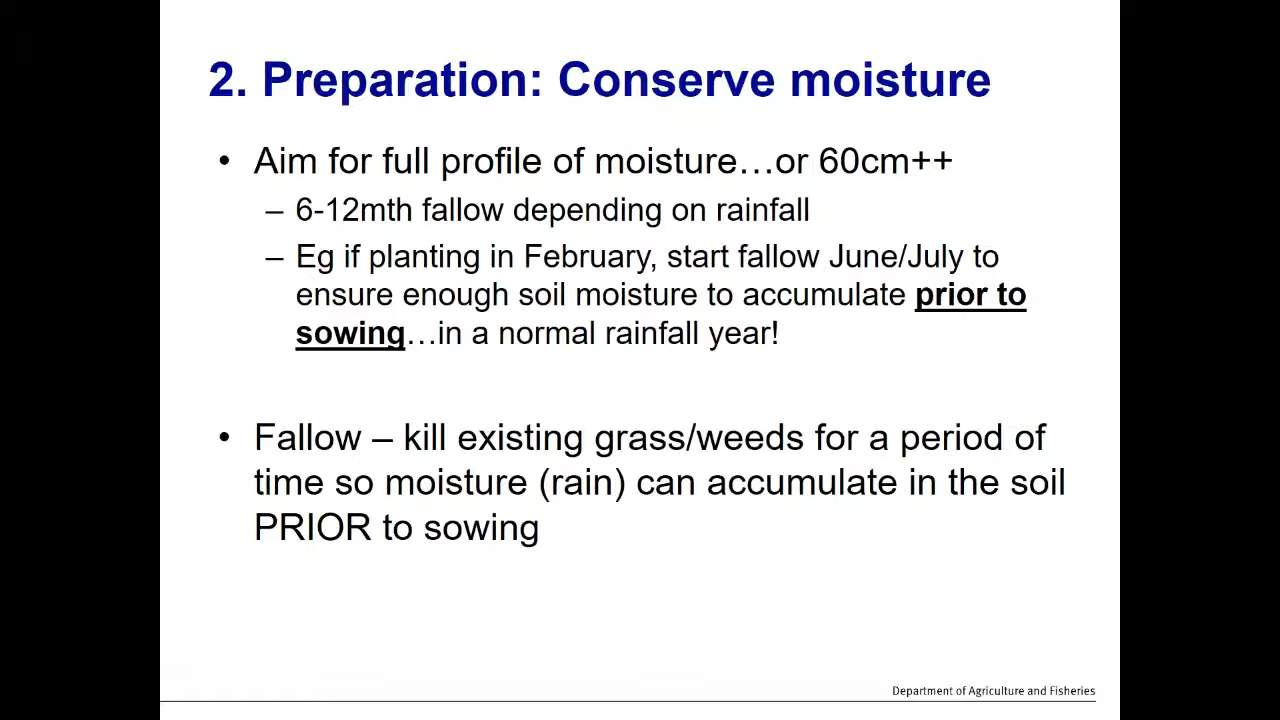 2. Preparation: Conserve moisture
• Aim for full profile of moisture…or 60cm++
– 6-12mth fallow depending on rainfall
– Eg if planting in February, start fallow June/July to
ensure enough soil moisture to accumulate prior to
sowing…in a normal rainfall year!
• Fallow – kill existing grass/weeds for a period of
time so moisture (rain) can accumulate in the soil
PRIOR to sowing
Department of Agriculture and Fisheries